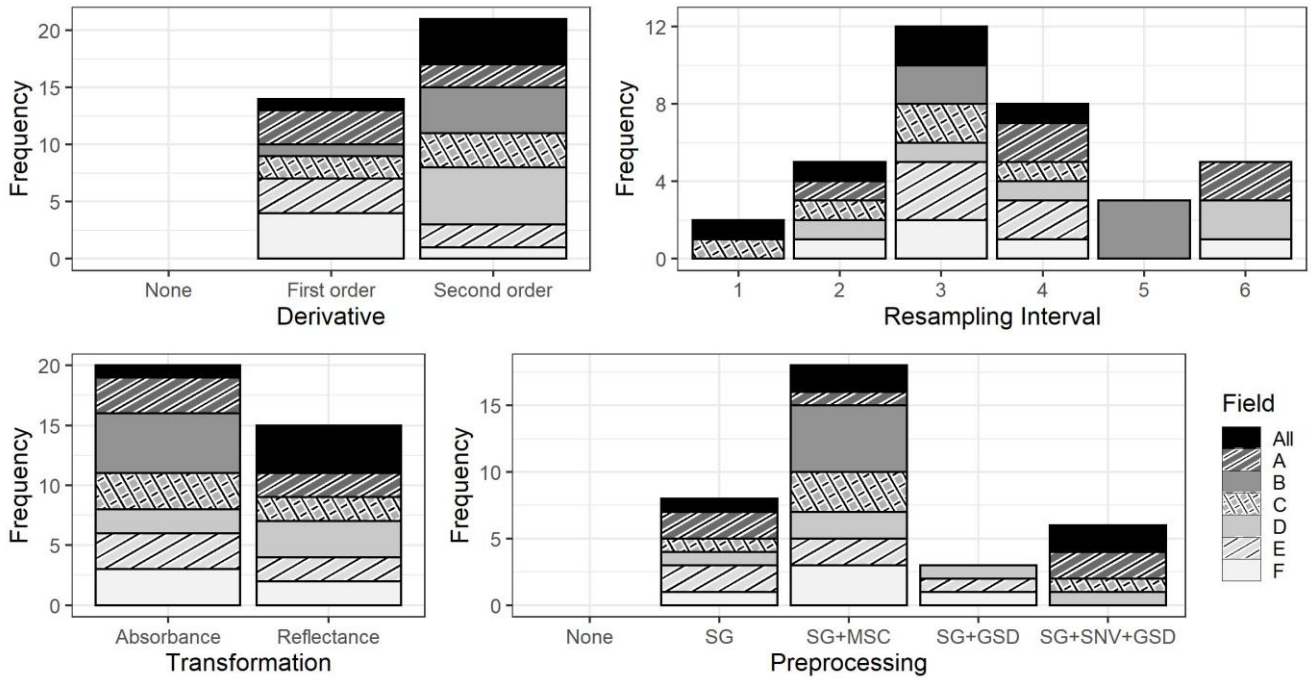 Frequency
20
15
10
5
0
None First order Second order
Derivative
Frequency
12
8
4
0
1 2 3 4 5 6
Resampling Interval
Frequency
20
15
10
5
0
Absorbance Reflectance
Transformation
Frequency
15
10
5
0
None SG SG+MSC SG+GSD SG+SNV+GSD
Preprocessing
Field
All
A
B
C
D
E
F